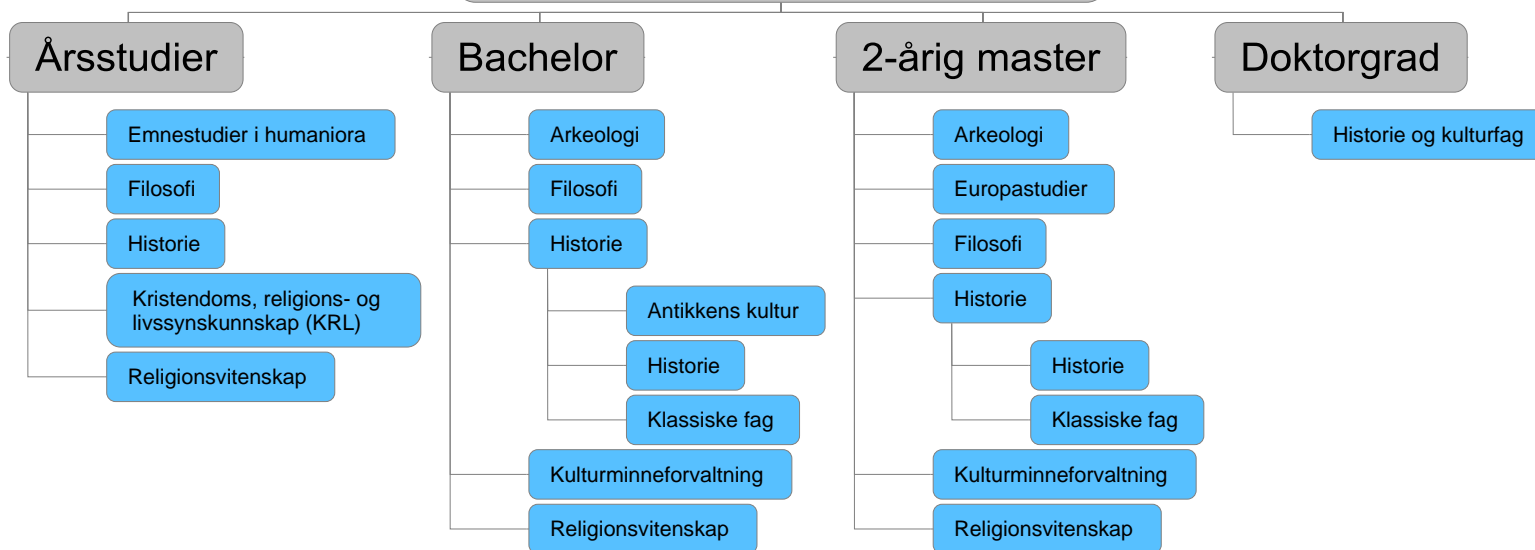 Årsstudier
Emnestudier i humaniora
Filosofi
Historie
Kristendoms, religions- og
livssynskunnskap (KRL)
Religionsvitenskap
Bachelor
Arkeologi
Filosofi
Historie
Antikkens kultur
Historie
Klassiske fag
Kulturminneforvaltning
Religionsvitenskap
2-årig master
Arkeologi
Europastudier
Filosofi
Historie
Historie
Klassiske fag
Kulturminneforvaltning
Religionsvitenskap
Doktorgrad
Historie og kulturfag